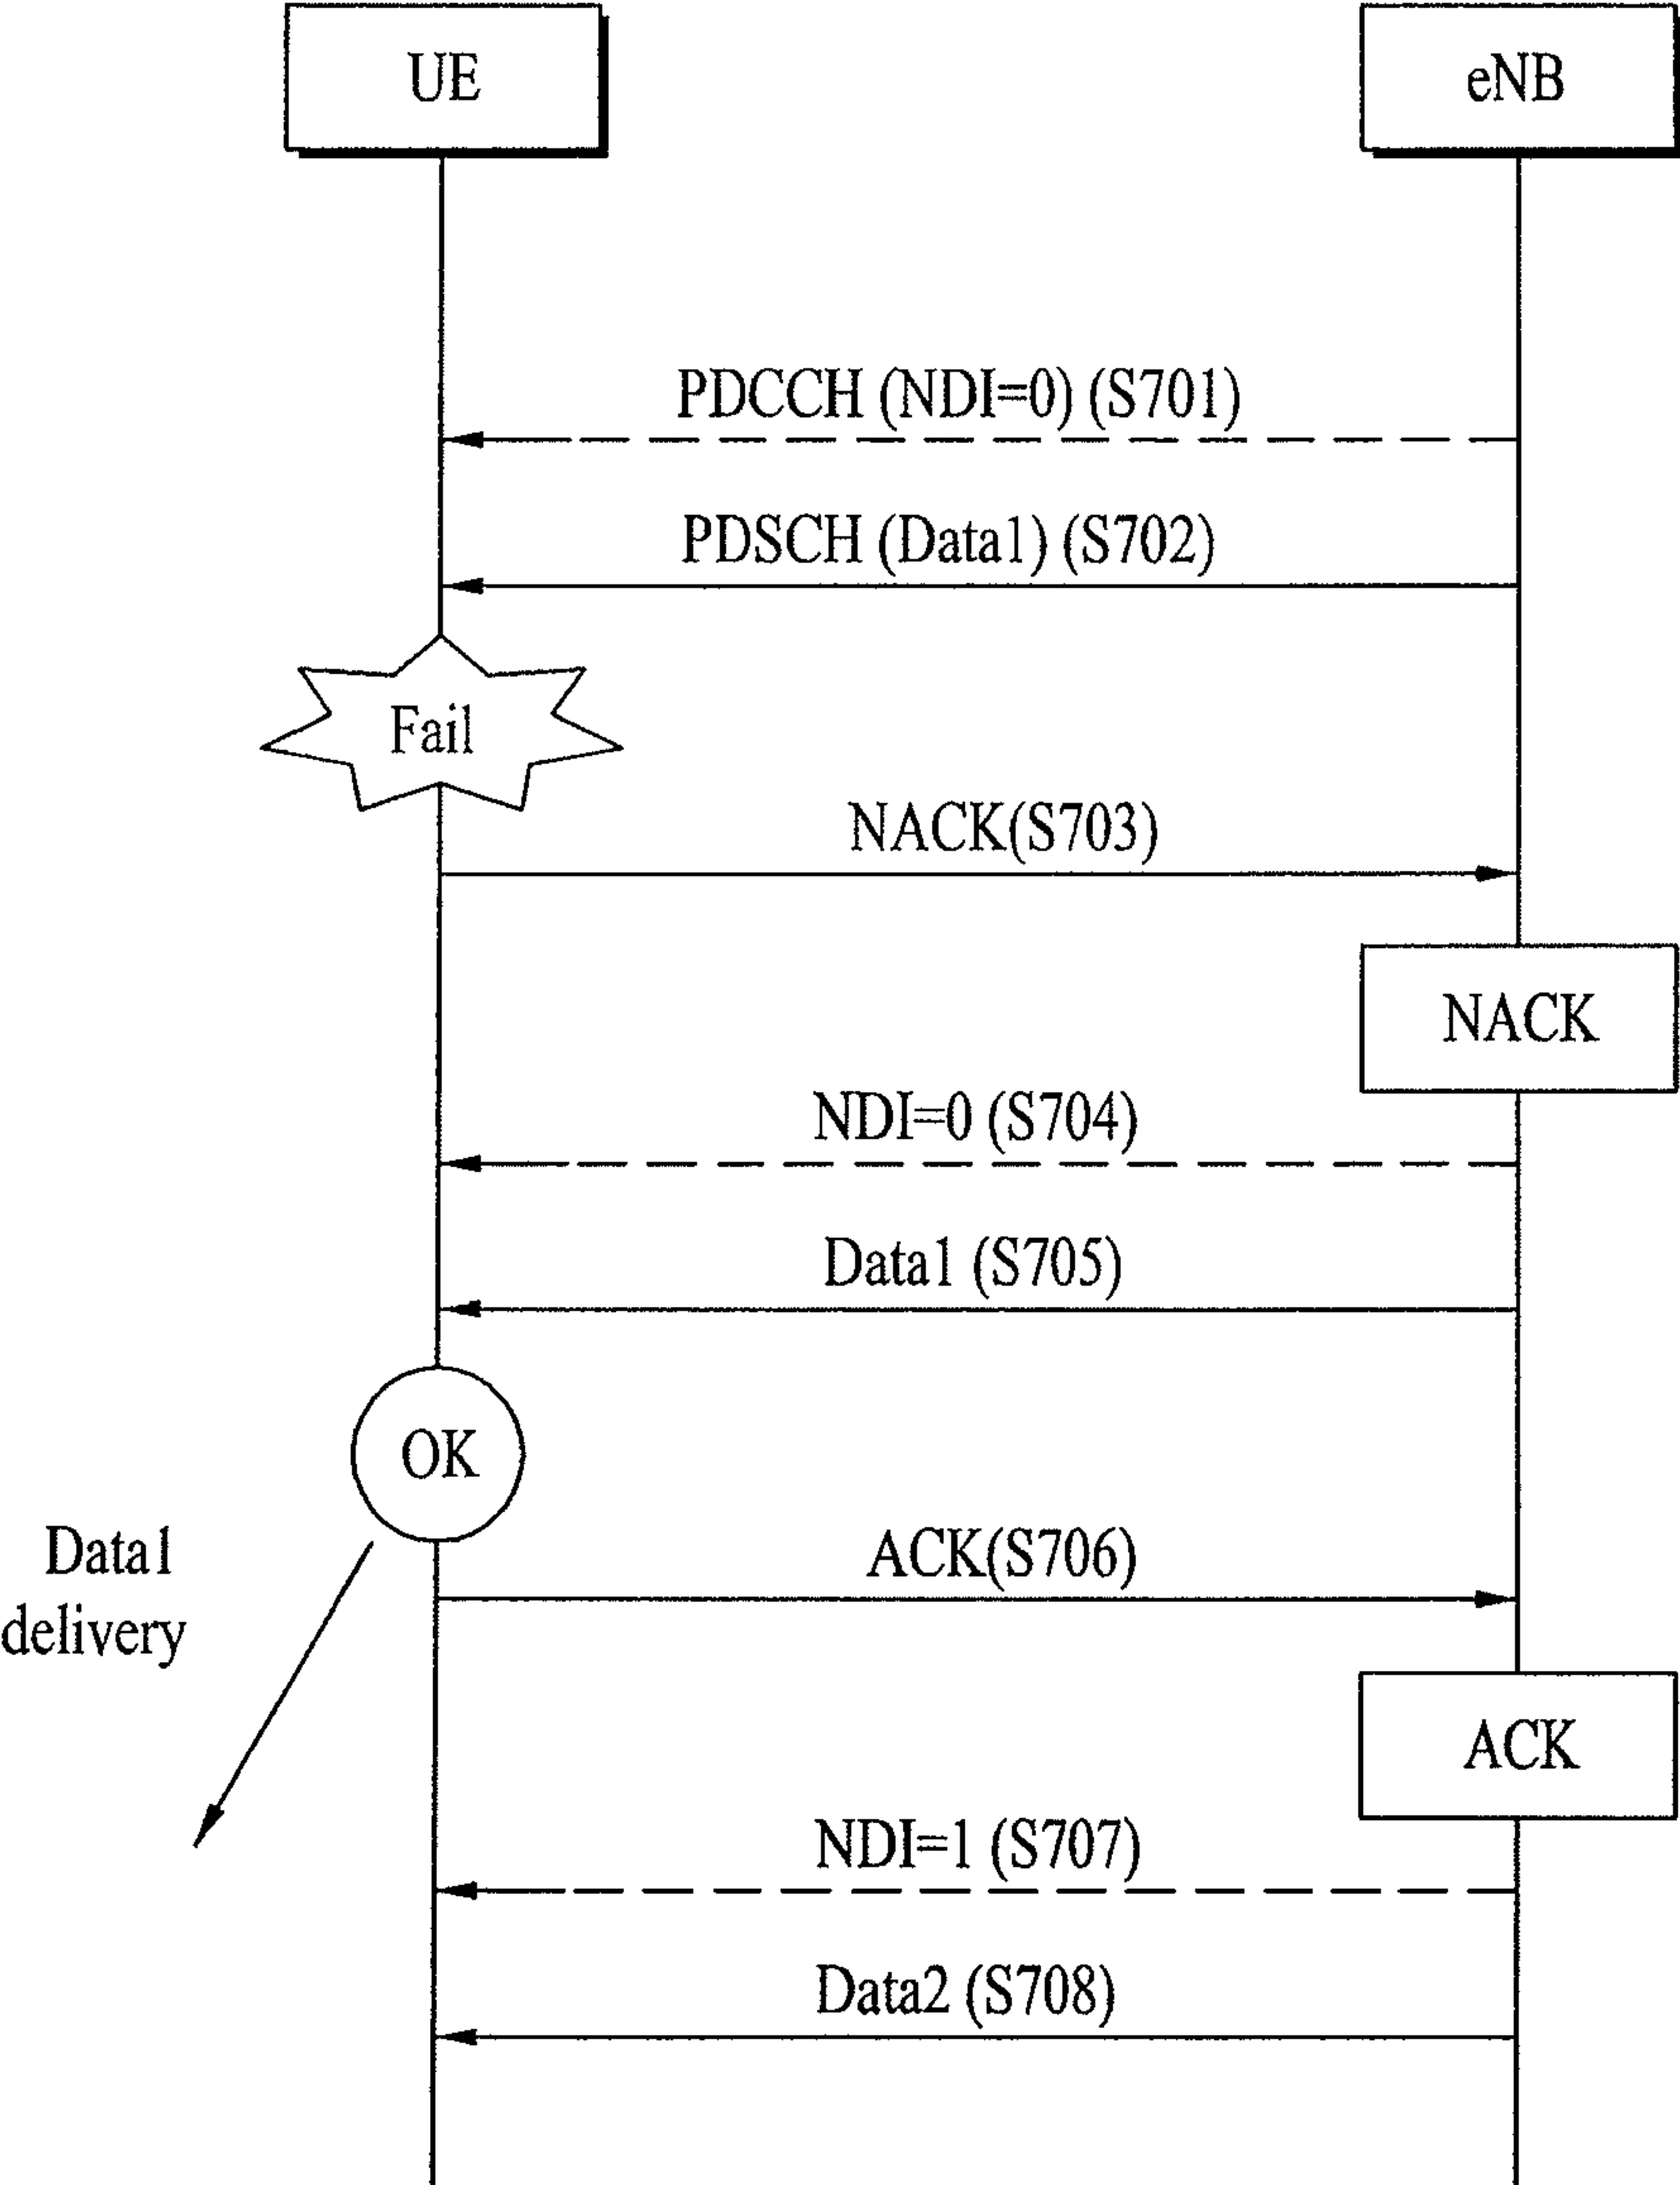 UE
eNB
PDCCH (NDI=0) (S701)
PDSCH (Data1) (S702)
Fail
NACK(S703)
NACK
NDI=0 (S704)
Data1 (S705)
OK
Data1
delivery
ACK(S706)
ACK
NDI=1 (S707)
Data2 (S708)